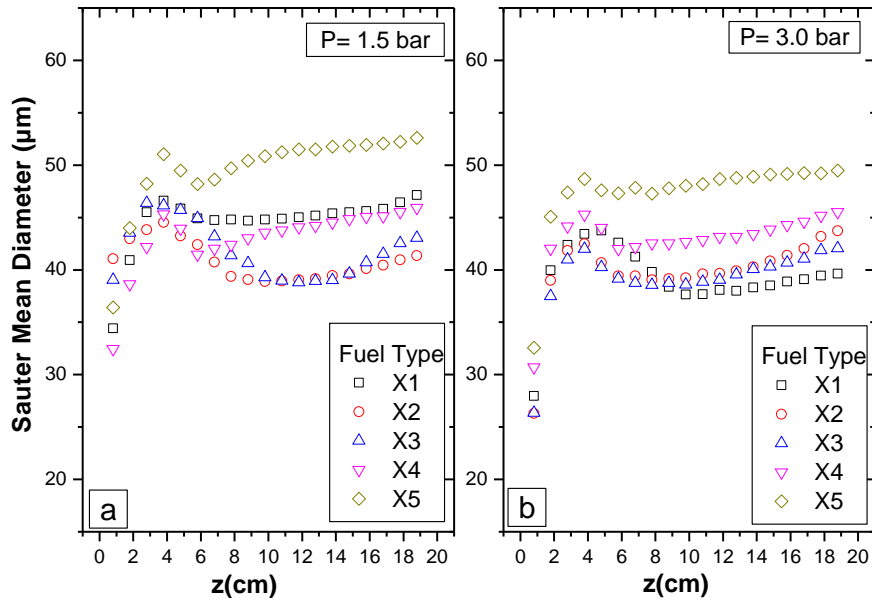 Sauter Mean Diameter (µm)
60
50
40
30
20
P= 1.5 bar
Fuel Type
X1
X2
X3
X4
X5
a
0 2 4 6 8 10 12 14 16 18 20
z(cm)
60
50
40
30
20
P= 3.0 bar
Fuel Type
X1
X2
X3
X4
X5
b
0 2 4 6 8 10 12 14 16 18 20
z(cm)